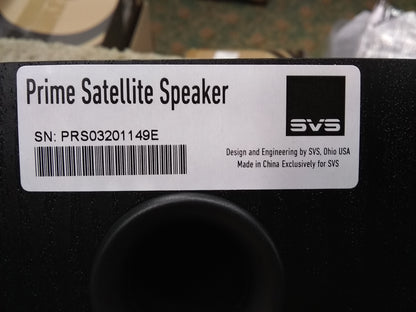 Prime Satellite Speaker
SVS
SN: PRS03201149E
Design and Engineering by SVS, Ohio USA
Made in China Exclusively for SVS